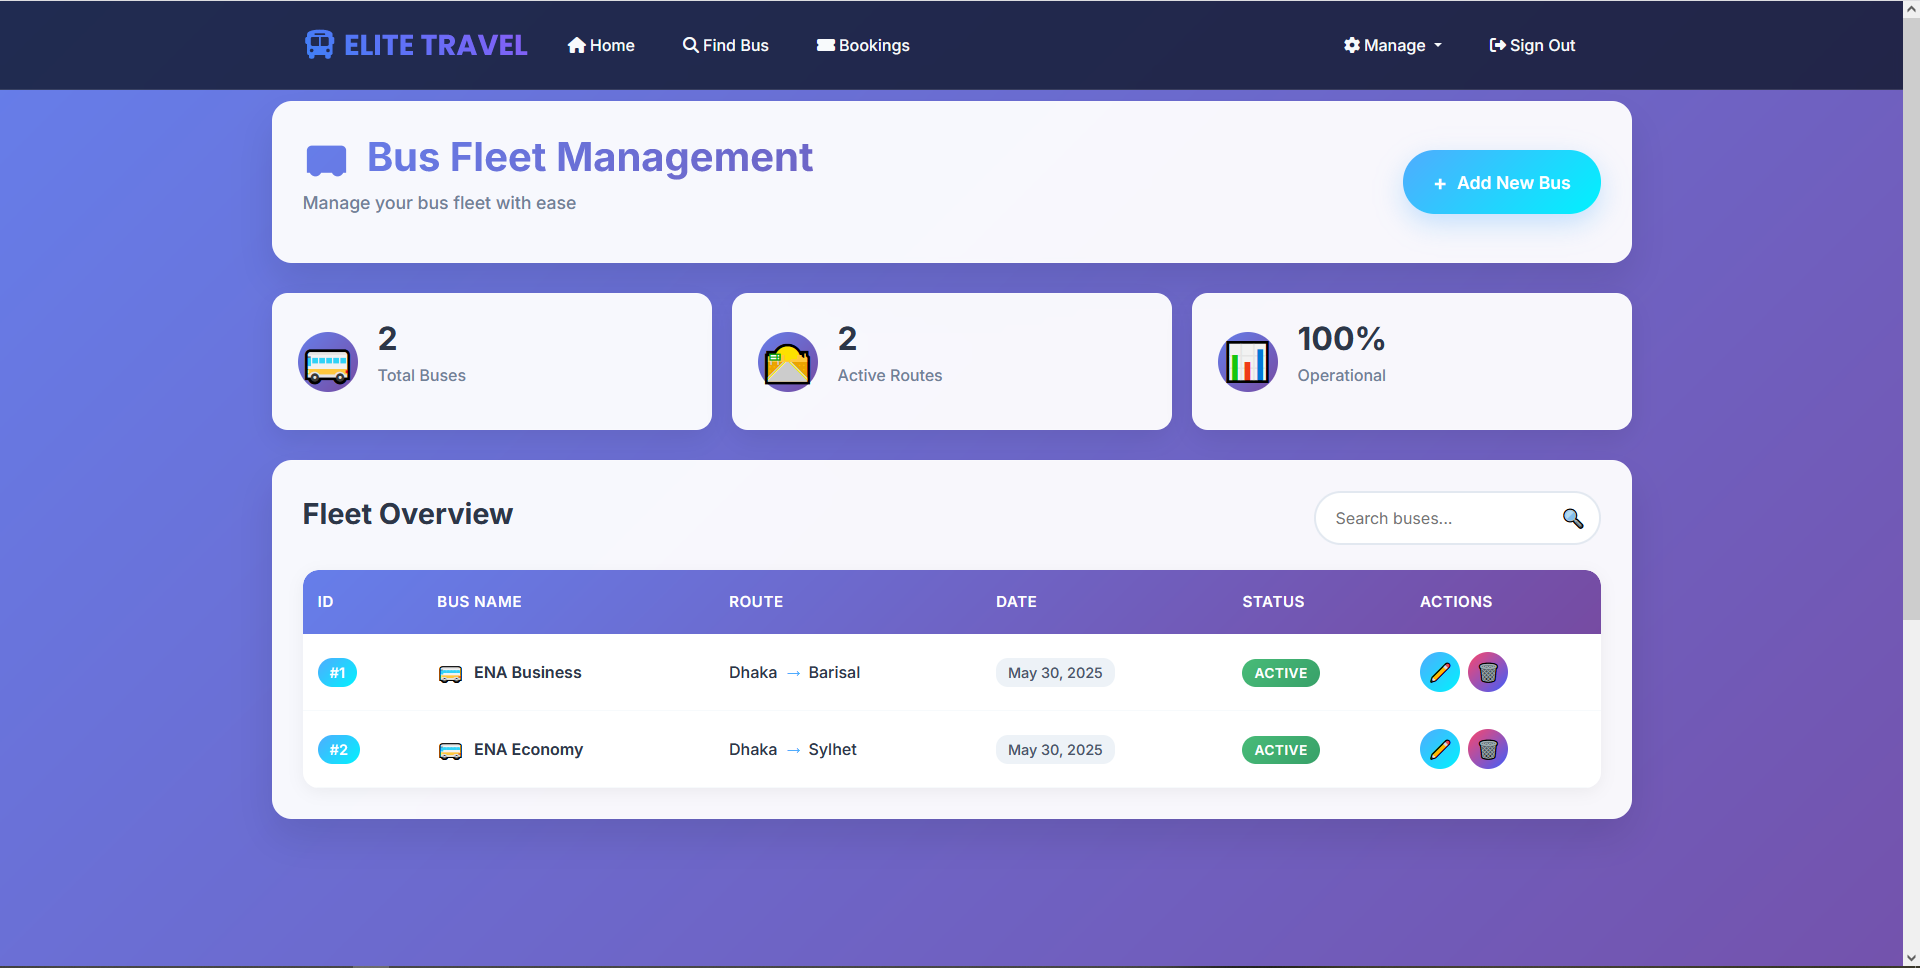 ELITE TRAVEL Home Find Bus Bookings Manage Sign Out
Bus Fleet Management
Manage your bus fleet with ease
+ Add New Bus
2
Total Buses
2
Active Routes
100%
Operational
Fleet Overview
Search buses...
ID BUS NAME ROUTE DATE STATUS ACTIONS
#1 ENA Business Dhaka → Barisal May 30, 2025 ACTIVE
#2 ENA Economy Dhaka → Sylhet May 30, 2025 ACTIVE